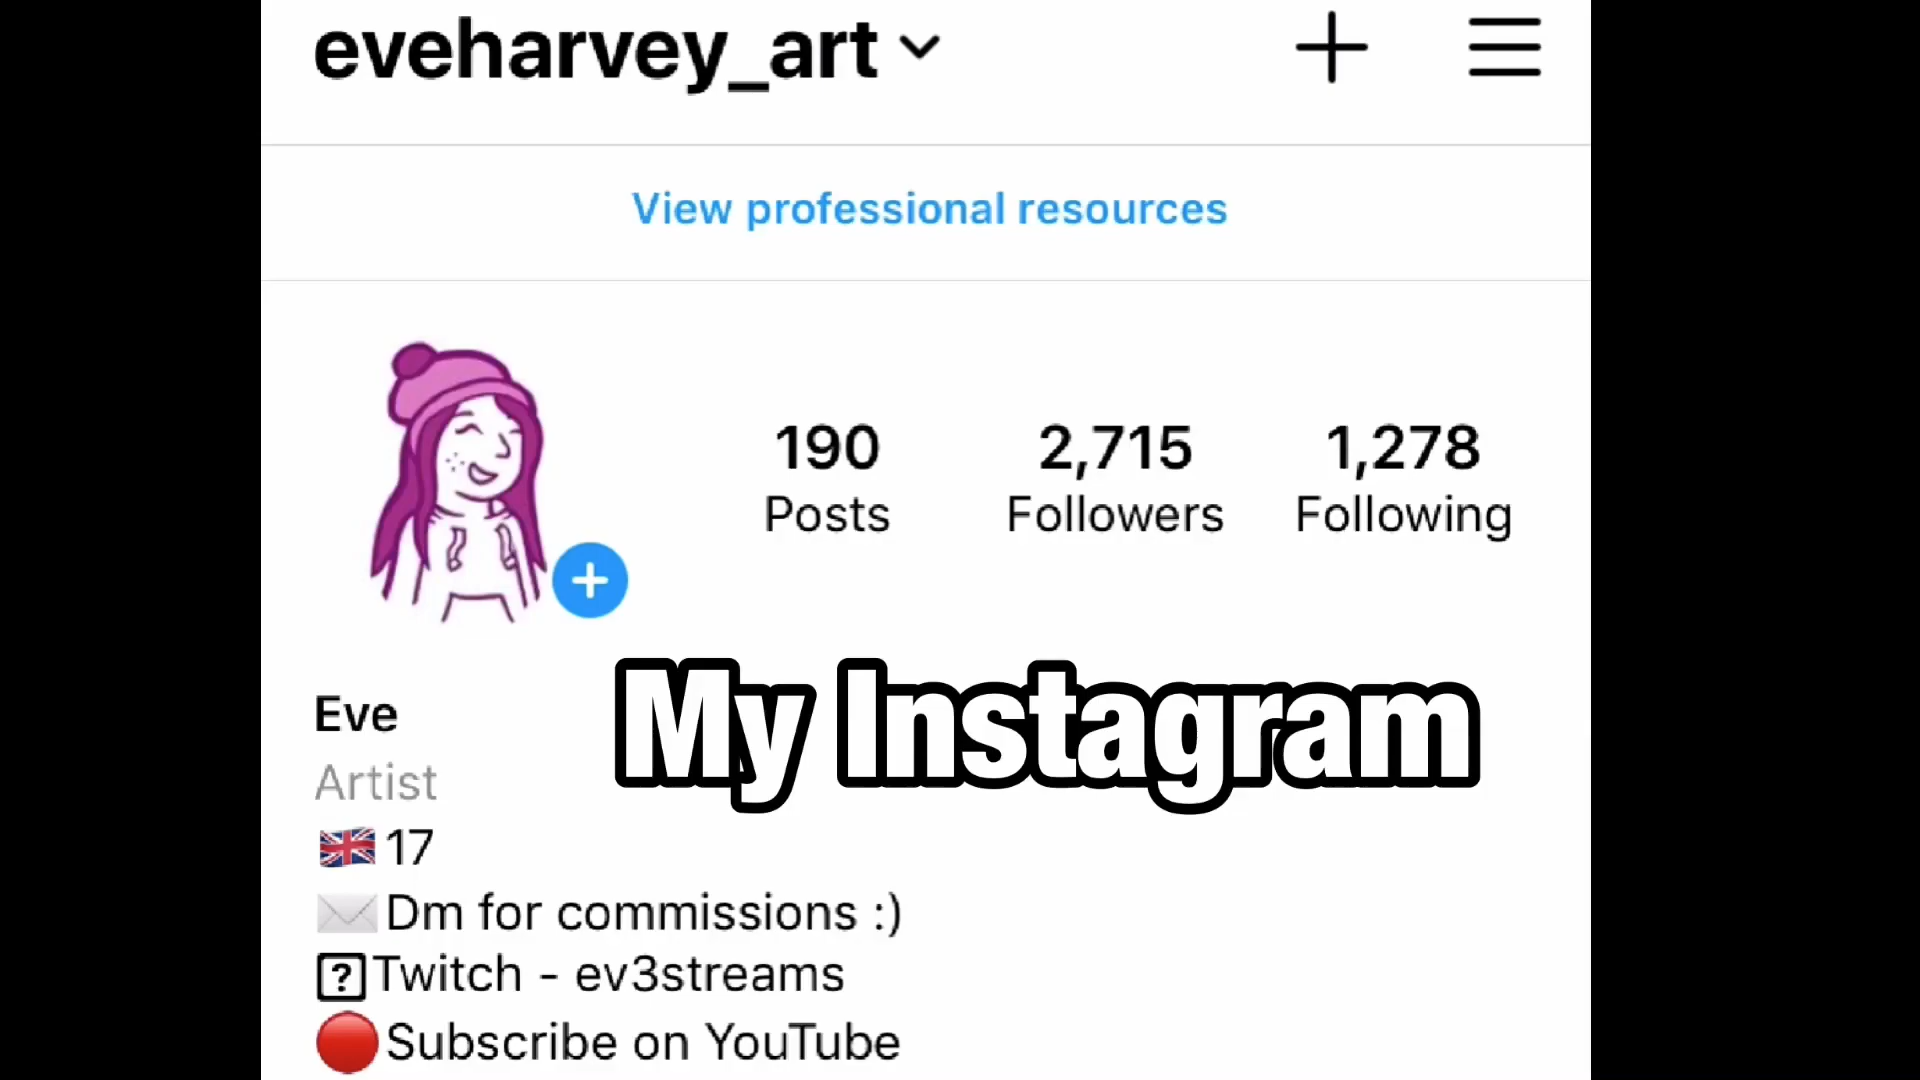 eveharvey_art
View professional resources
190 2,715 1,278
Posts Followers Following
My Instagram
Eve
Artist
🇬🇧17
✉️Dm for commissions :)
?Twitch - ev3streams
🔴Subscribe on YouTube